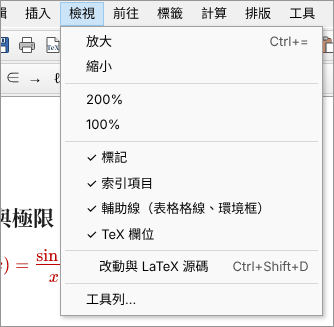 插入 檢視 前往 標籤 計算 排版 工具
放大 Ctrl+=
縮小
∈ → ℓ
200%
100%
✓ 標記
✓ 索引項目
與極限
✓ 輔助線（表格格線、環境框）
✓ TeX 欄位
) = sin
x
改動與 LaTeX 源碼 Ctrl+Shift+D
工具列...